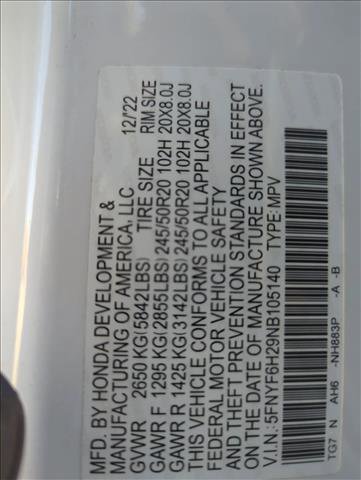 MFD. BY HONDA DEVELOPMENT &
MANUFACTURING OF AMERICA, LLC 12/22
GVWR 2650 KG(5842LBS) TIRE SIZE RIM SIZE
GAWR F 1295 KG(2855LBS) 245/50R20 102H 20X8.0J
GAWR R 1425 KG(3142LBS) 245/50R20 102H 20X8.0J
THIS VEHICLE CONFORMS TO ALL APPLICABLE
FEDERAL MOTOR VEHICLE SAFETY
AND THEFT PREVENTION STANDARDS IN EFFECT
ON THE DATE OF MANUFACTURE SHOWN ABOVE.
V.I.N.: 5FNYF6H29NB105140 TYPE: MPV
TG7 N AH6 -NH883P -A -B